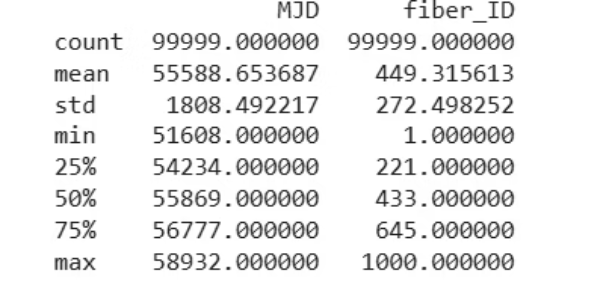 MJD fiber_ID
count 99999.000000 99999.000000
mean 55588.653687 449.315613
std 1808.492217 272.498252
min 51608.000000 1.000000
25% 54234.000000 221.000000
50% 55869.000000 433.000000
75% 56777.000000 645.000000
max 58932.000000 1000.000000